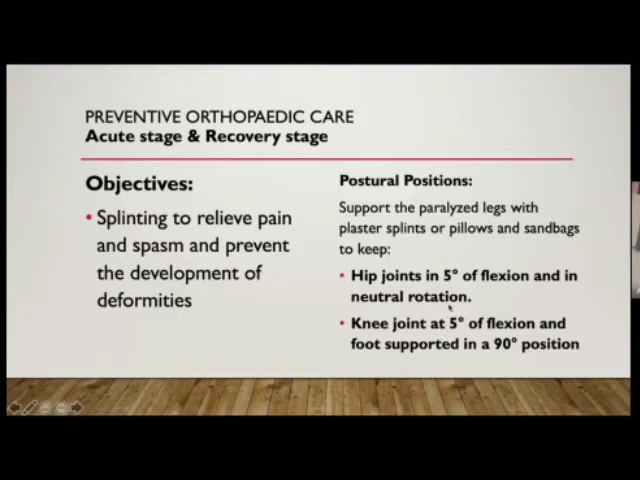 PREVENTIVE ORTHOPAEDIC CARE
Acute stage & Recovery stage
Objectives:
• Splinting to relieve pain
and spasm and prevent
the development of
deformities
Postural Positions:
Support the paralyzed legs with
plaster splints or pillows and sandbags
to keep:
• Hip joints in 5° of flexion and in
neutral rotation.
• Knee joint at 5° of flexion and
foot supported in a 90° position